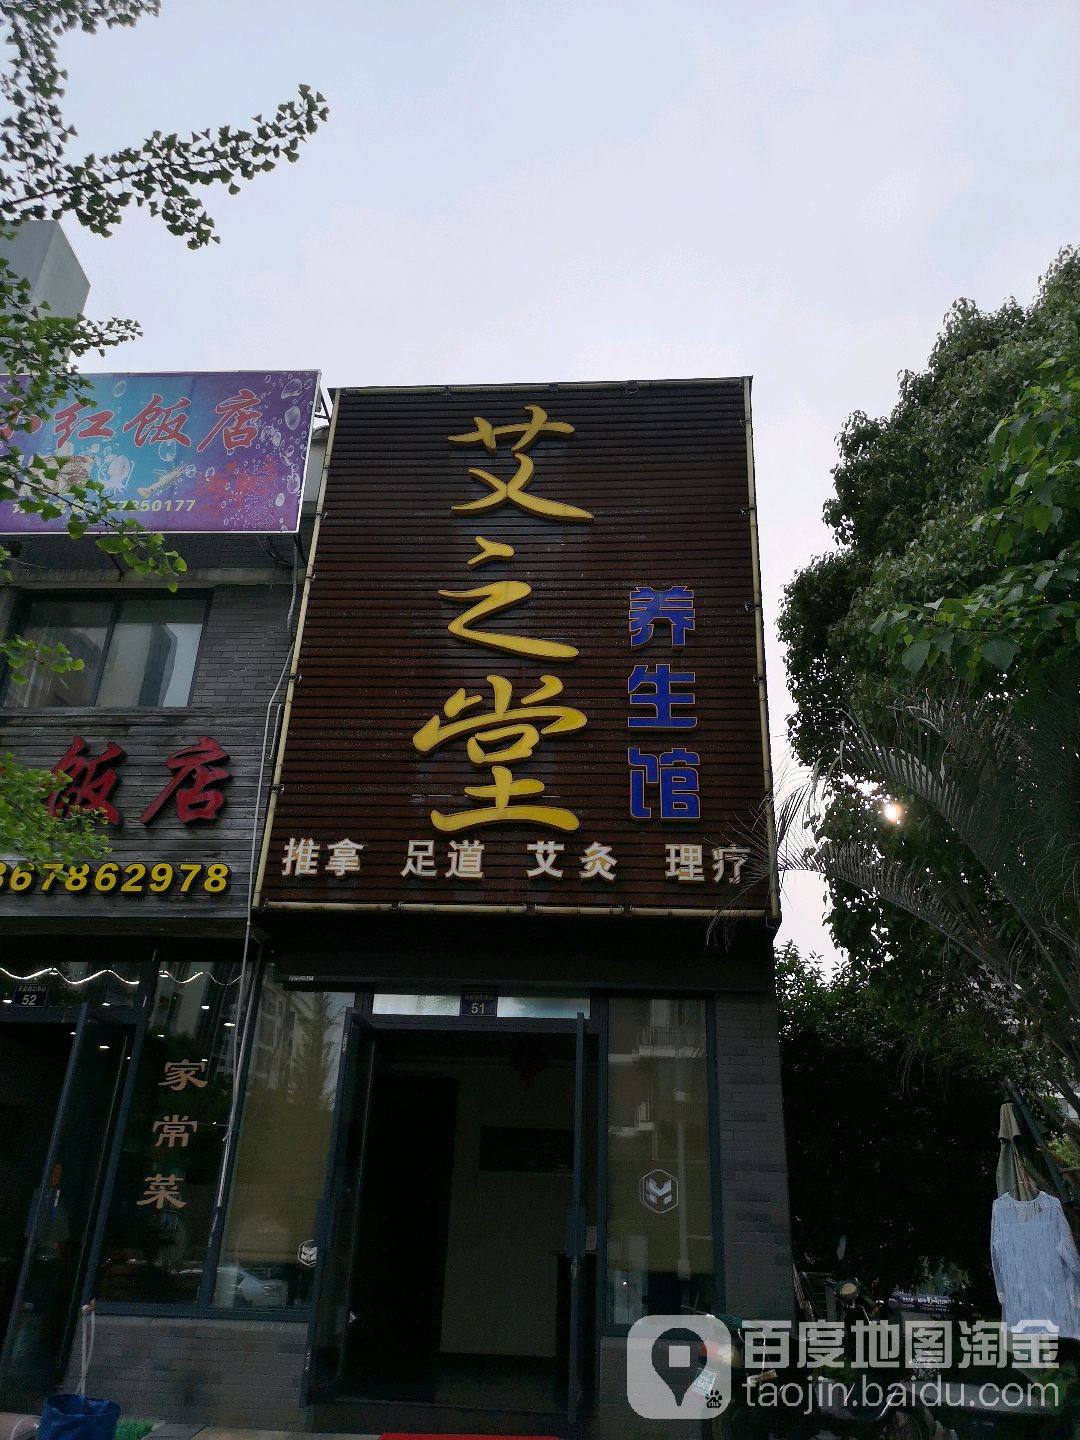 红饭店
艾之堂
养生馆
推拿 足道 艾灸 理疗
饭店
867862978
52
51
家常菜
百度地图淘金
taojin.baidu.com